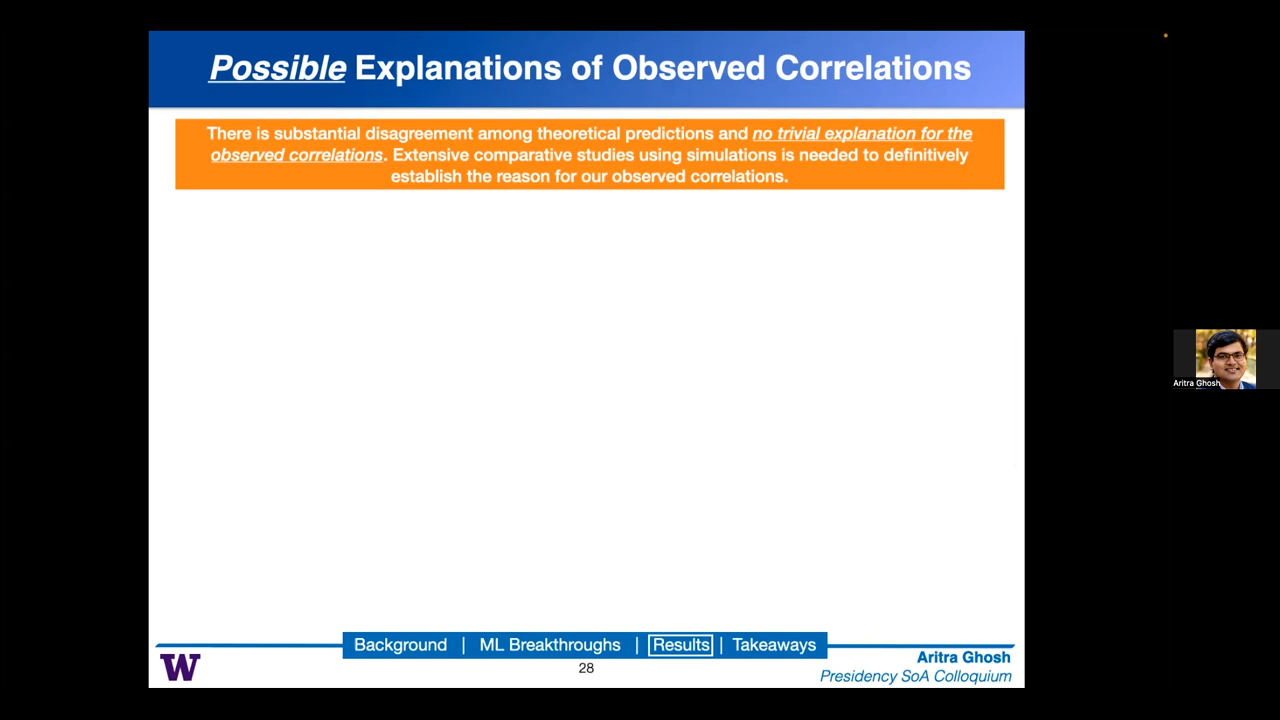 Possible Explanations of Observed Correlations
There is substantial disagreement among theoretical predictions and no trivial explanation for the
observed correlations. Extensive comparative studies using simulations is needed to definitively
establish the reason for our observed correlations.
Aritra Ghosh
Background | ML Breakthroughs | Results | Takeaways
W
28
Aritra Ghosh
Presidency SoA Colloquium